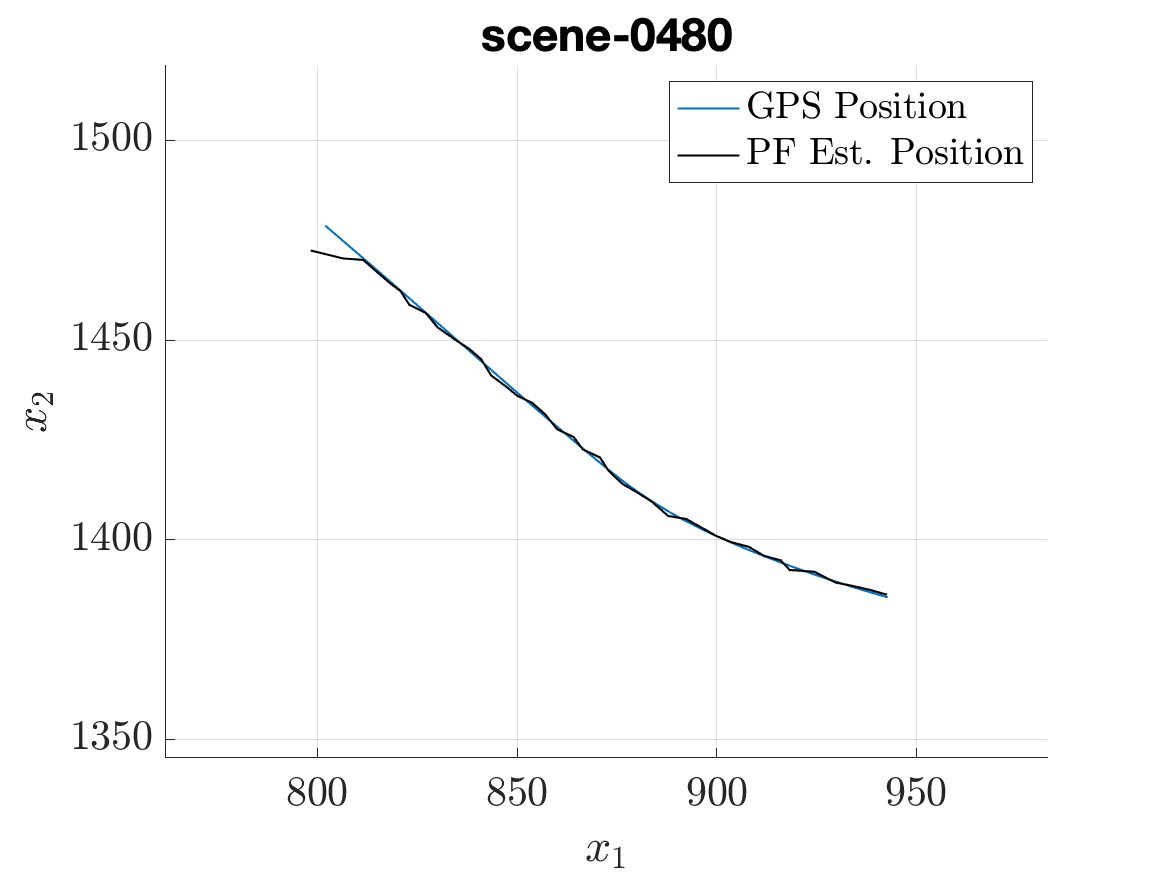 scene-0480
GPS Position
PF Est. Position
1500
1450
1400
1350
x₂
800 850 900 950
x₁